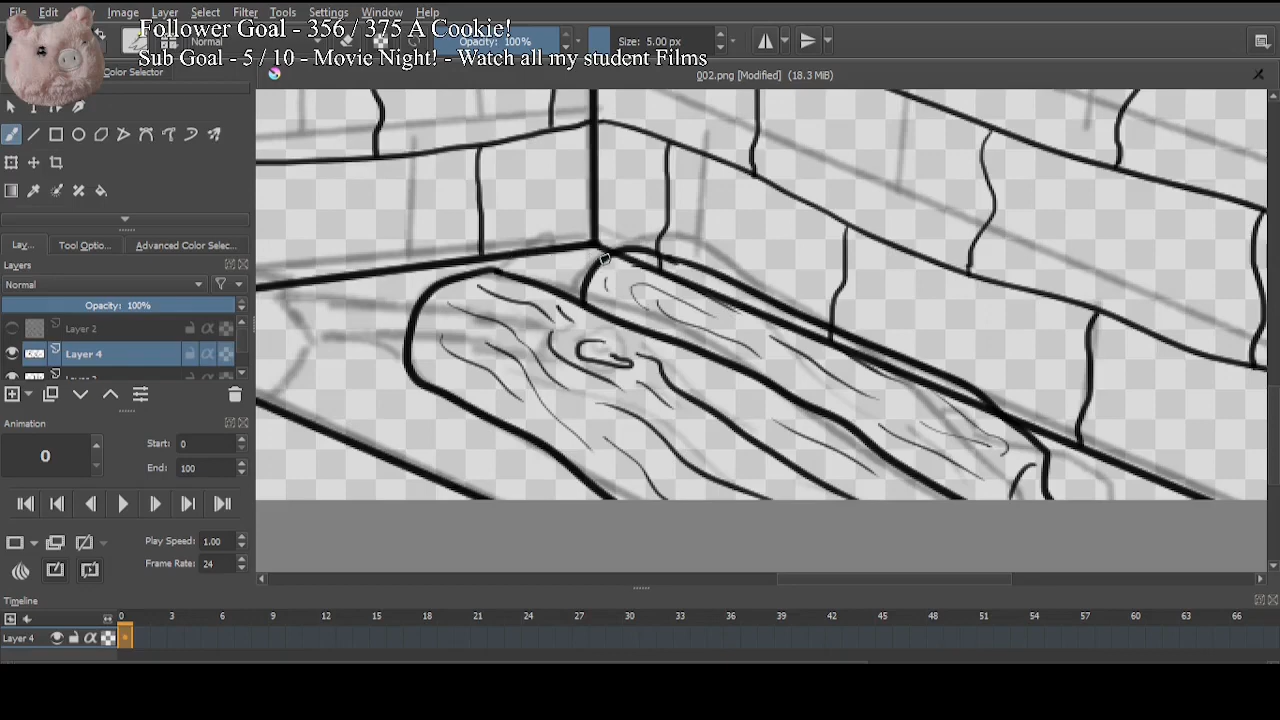 File Edit Image Layer Select Filter Tools Settings Window Help
Follower Goal - 356 / 375 A Cookie!
Sub Goal - 5 / 10 - Movie Night! - Watch all my student Films
Normal
Opacity: 100%
Size: 5.00 px
Color Selector
002.png [Modified] (18.3 MiB)
Lay... Tool Optio... Advanced Color Selec...
Layers
Normal
Opacity: 100%
Layer 2
Layer 4
Animation
0
Start: 0
End: 100
Play Speed: 1.00
Frame Rate: 24
Timeline
0 3 6 9 12 15 18 21 24 27 30 33 36 39 42 45 48 51 54 57 60 63 66
Layer 4